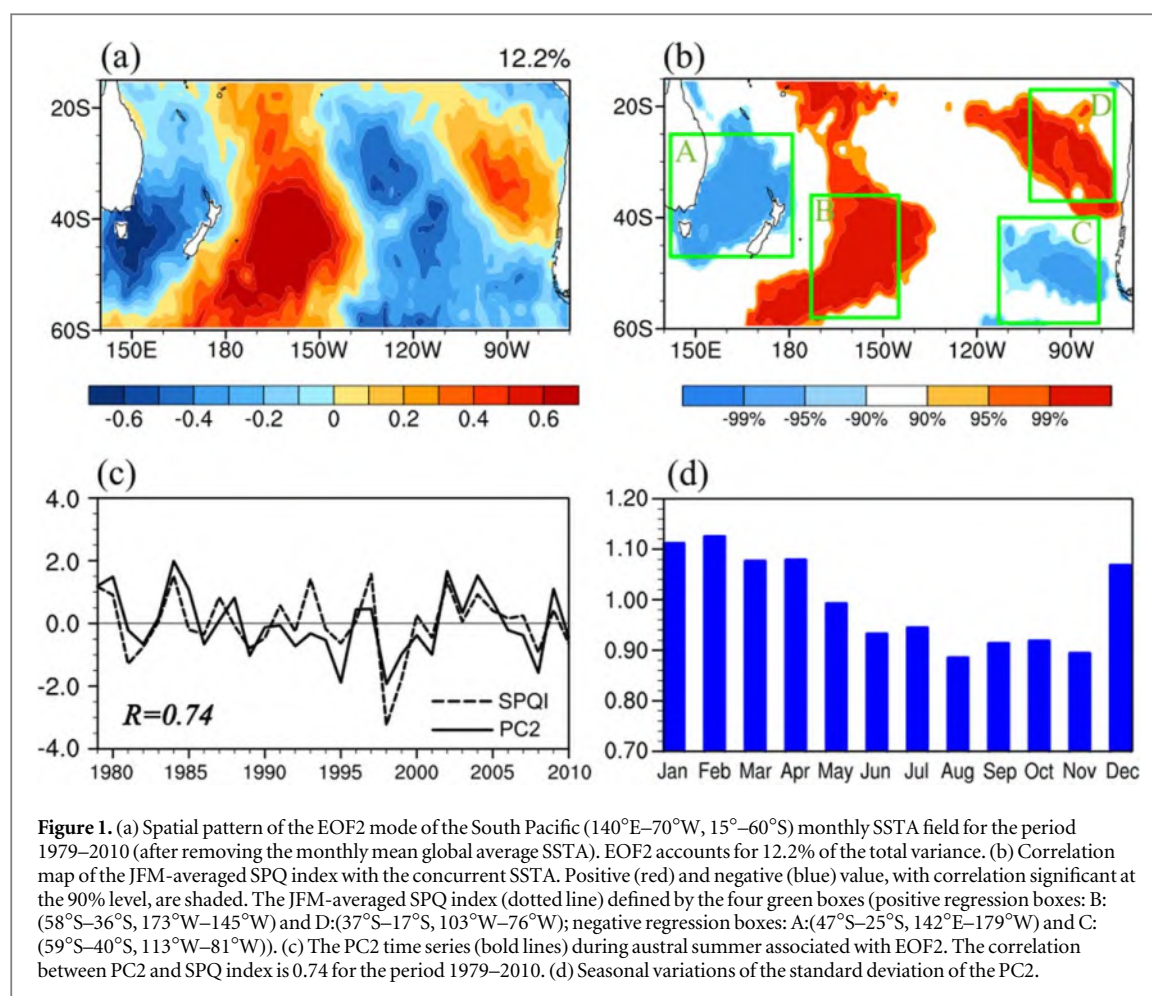 (a)
12.2%
(b)
20S
40S
60S
150E 180 150W 120W 90W
-0.6 -0.4 -0.2 0 0.2 0.4 0.6
A
B
C
D
20S
40S
60S
150E 180 150W 120W 90W
-99% -95% -90% 90% 95% 99%
(c)
4.0
2.0
0.0
-2.0
-4.0
R=0.74
SPQI
PC2
1980 1985 1990 1995 2000 2005 2010
(d)
1.20
1.10
1.00
0.90
0.80
0.70
Jan Feb Mar Apr May Jun Jul Aug Sep Oct Nov Dec
Figure 1. (a) Spatial pattern of the EOF2 mode of the South Pacific (140°E–70°W, 15°–60°S) monthly SSTA field for the period
1979–2010 (after removing the monthly mean global average SSTA). EOF2 accounts for 12.2% of the total variance. (b) Correlation
map of the JFM-averaged SPQ index with the concurrent SSTA. Positive (red) and negative (blue) value, with correlation significant at
the 90% level, are shaded. The JFM-averaged SPQ index (dotted line) defined by the four green boxes (positive regression boxes: B:
(58°S–36°S, 173°W–145°W) and D:(37°S–17°S, 103°W–76°W); negative regression boxes: A:(47°S–25°S, 142°E–179°W) and C:
(59°S–40°S, 113°W–81°W)). (c) The PC2 time series (bold lines) during austral summer associated with EOF2. The correlation
between PC2 and SPQ index is 0.74 for the period 1979–2010. (d) Seasonal variations of the standard deviation of the PC2.